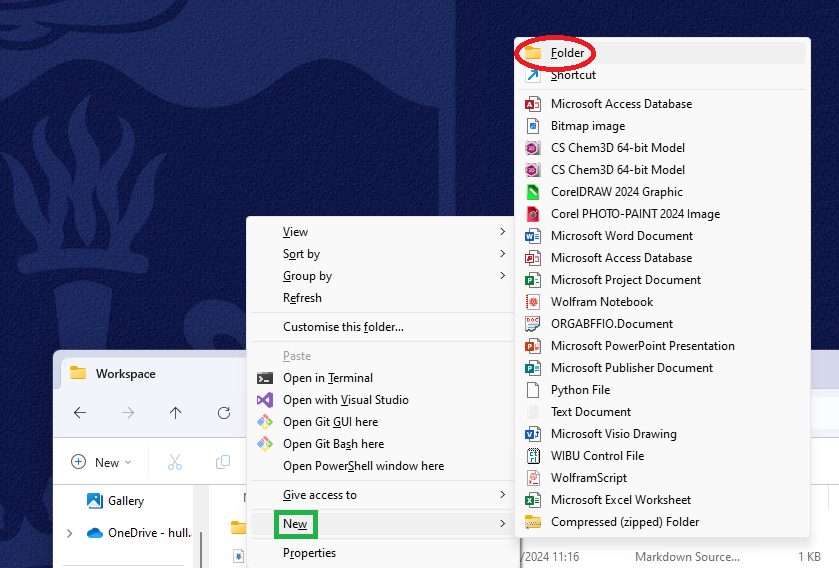 Folder
Shortcut
Microsoft Access Database
Bitmap image
CS Chem3D 64-bit Model
CS Chem3D 64-bit Model
CorelDRAW 2024 Graphic
Corel PHOTO-PAINT 2024 Image
Microsoft Word Document
Microsoft Access Database
Microsoft Project Document
Wolfram Notebook
ORGABFFIO.Document
Microsoft PowerPoint Presentation
Microsoft Publisher Document
Python File
Text Document
Microsoft Visio Drawing
WIBU Control File
WolframScript
Microsoft Excel Worksheet
Compressed (zipped) Folder
View
Sort by
Group by
Refresh
Customise this folder...
Paste
Open in Terminal
Open with Visual Studio
Open Git GUI here
Open Git Bash here
Open PowerShell window here
Give access to
New
Properties
Workspace
New
Gallery
OneDrive - hull.
/2024 11:16 Markdown Source... 1 KB